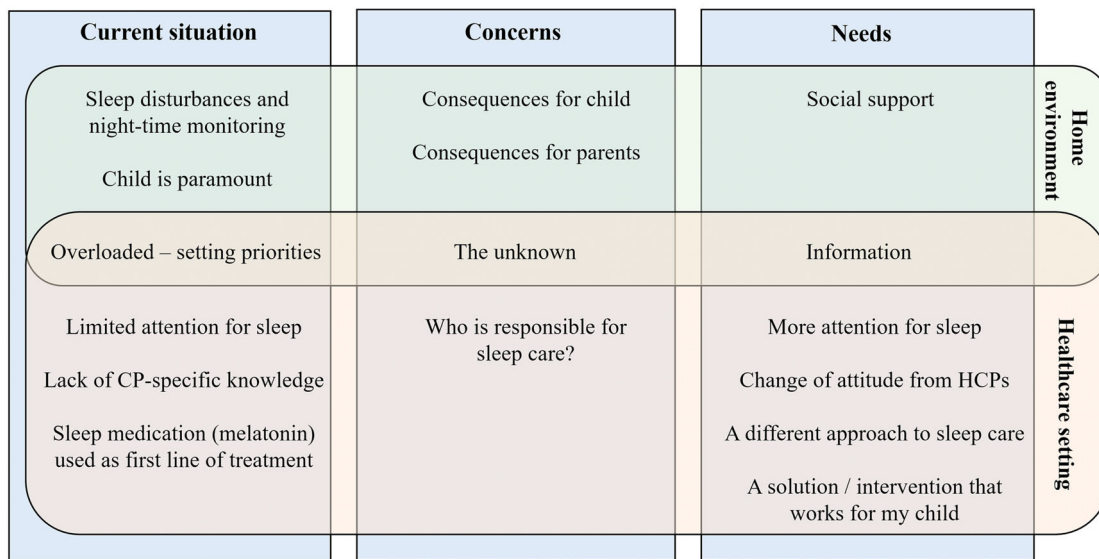 Current situation
Concerns
Needs
Sleep disturbances and
night-time monitoring
Child is paramount
Consequences for child
Consequences for parents
Social support
Home
environment
Overloaded – setting priorities
The unknown
Information
Limited attention for sleep
Lack of CP-specific knowledge
Sleep medication (melatonin)
used as first line of treatment
Who is responsible for
sleep care?
More attention for sleep
Change of attitude from HCPs
A different approach to sleep care
A solution / intervention that
works for my child
Healthcare setting